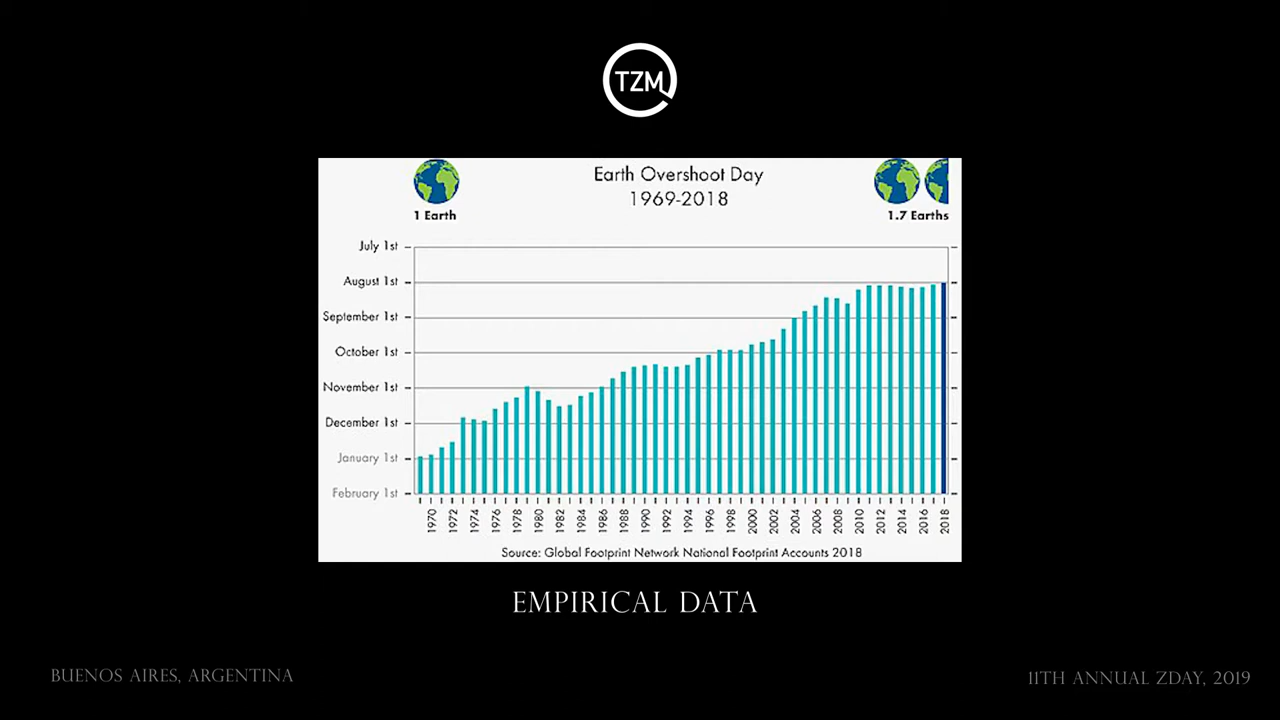 TZM
Earth Overshoot Day
1969-2018
1 Earth
1.7 Earths
July 1st
August 1st
September 1st
October 1st
November 1st
December 1st
January 1st
February 1st
1970 1972 1974 1976 1978 1980 1982 1984 1986 1988 1990 1992 1994 1996 1998 2000 2002 2004 2006 2008 2010 2012 2014 2016 2018
Source: Global Footprint Network National Footprint Accounts 2018
EMPIRICAL DATA
BUENOS AIRES, ARGENTINA
11TH ANNUAL ZDAY, 2019